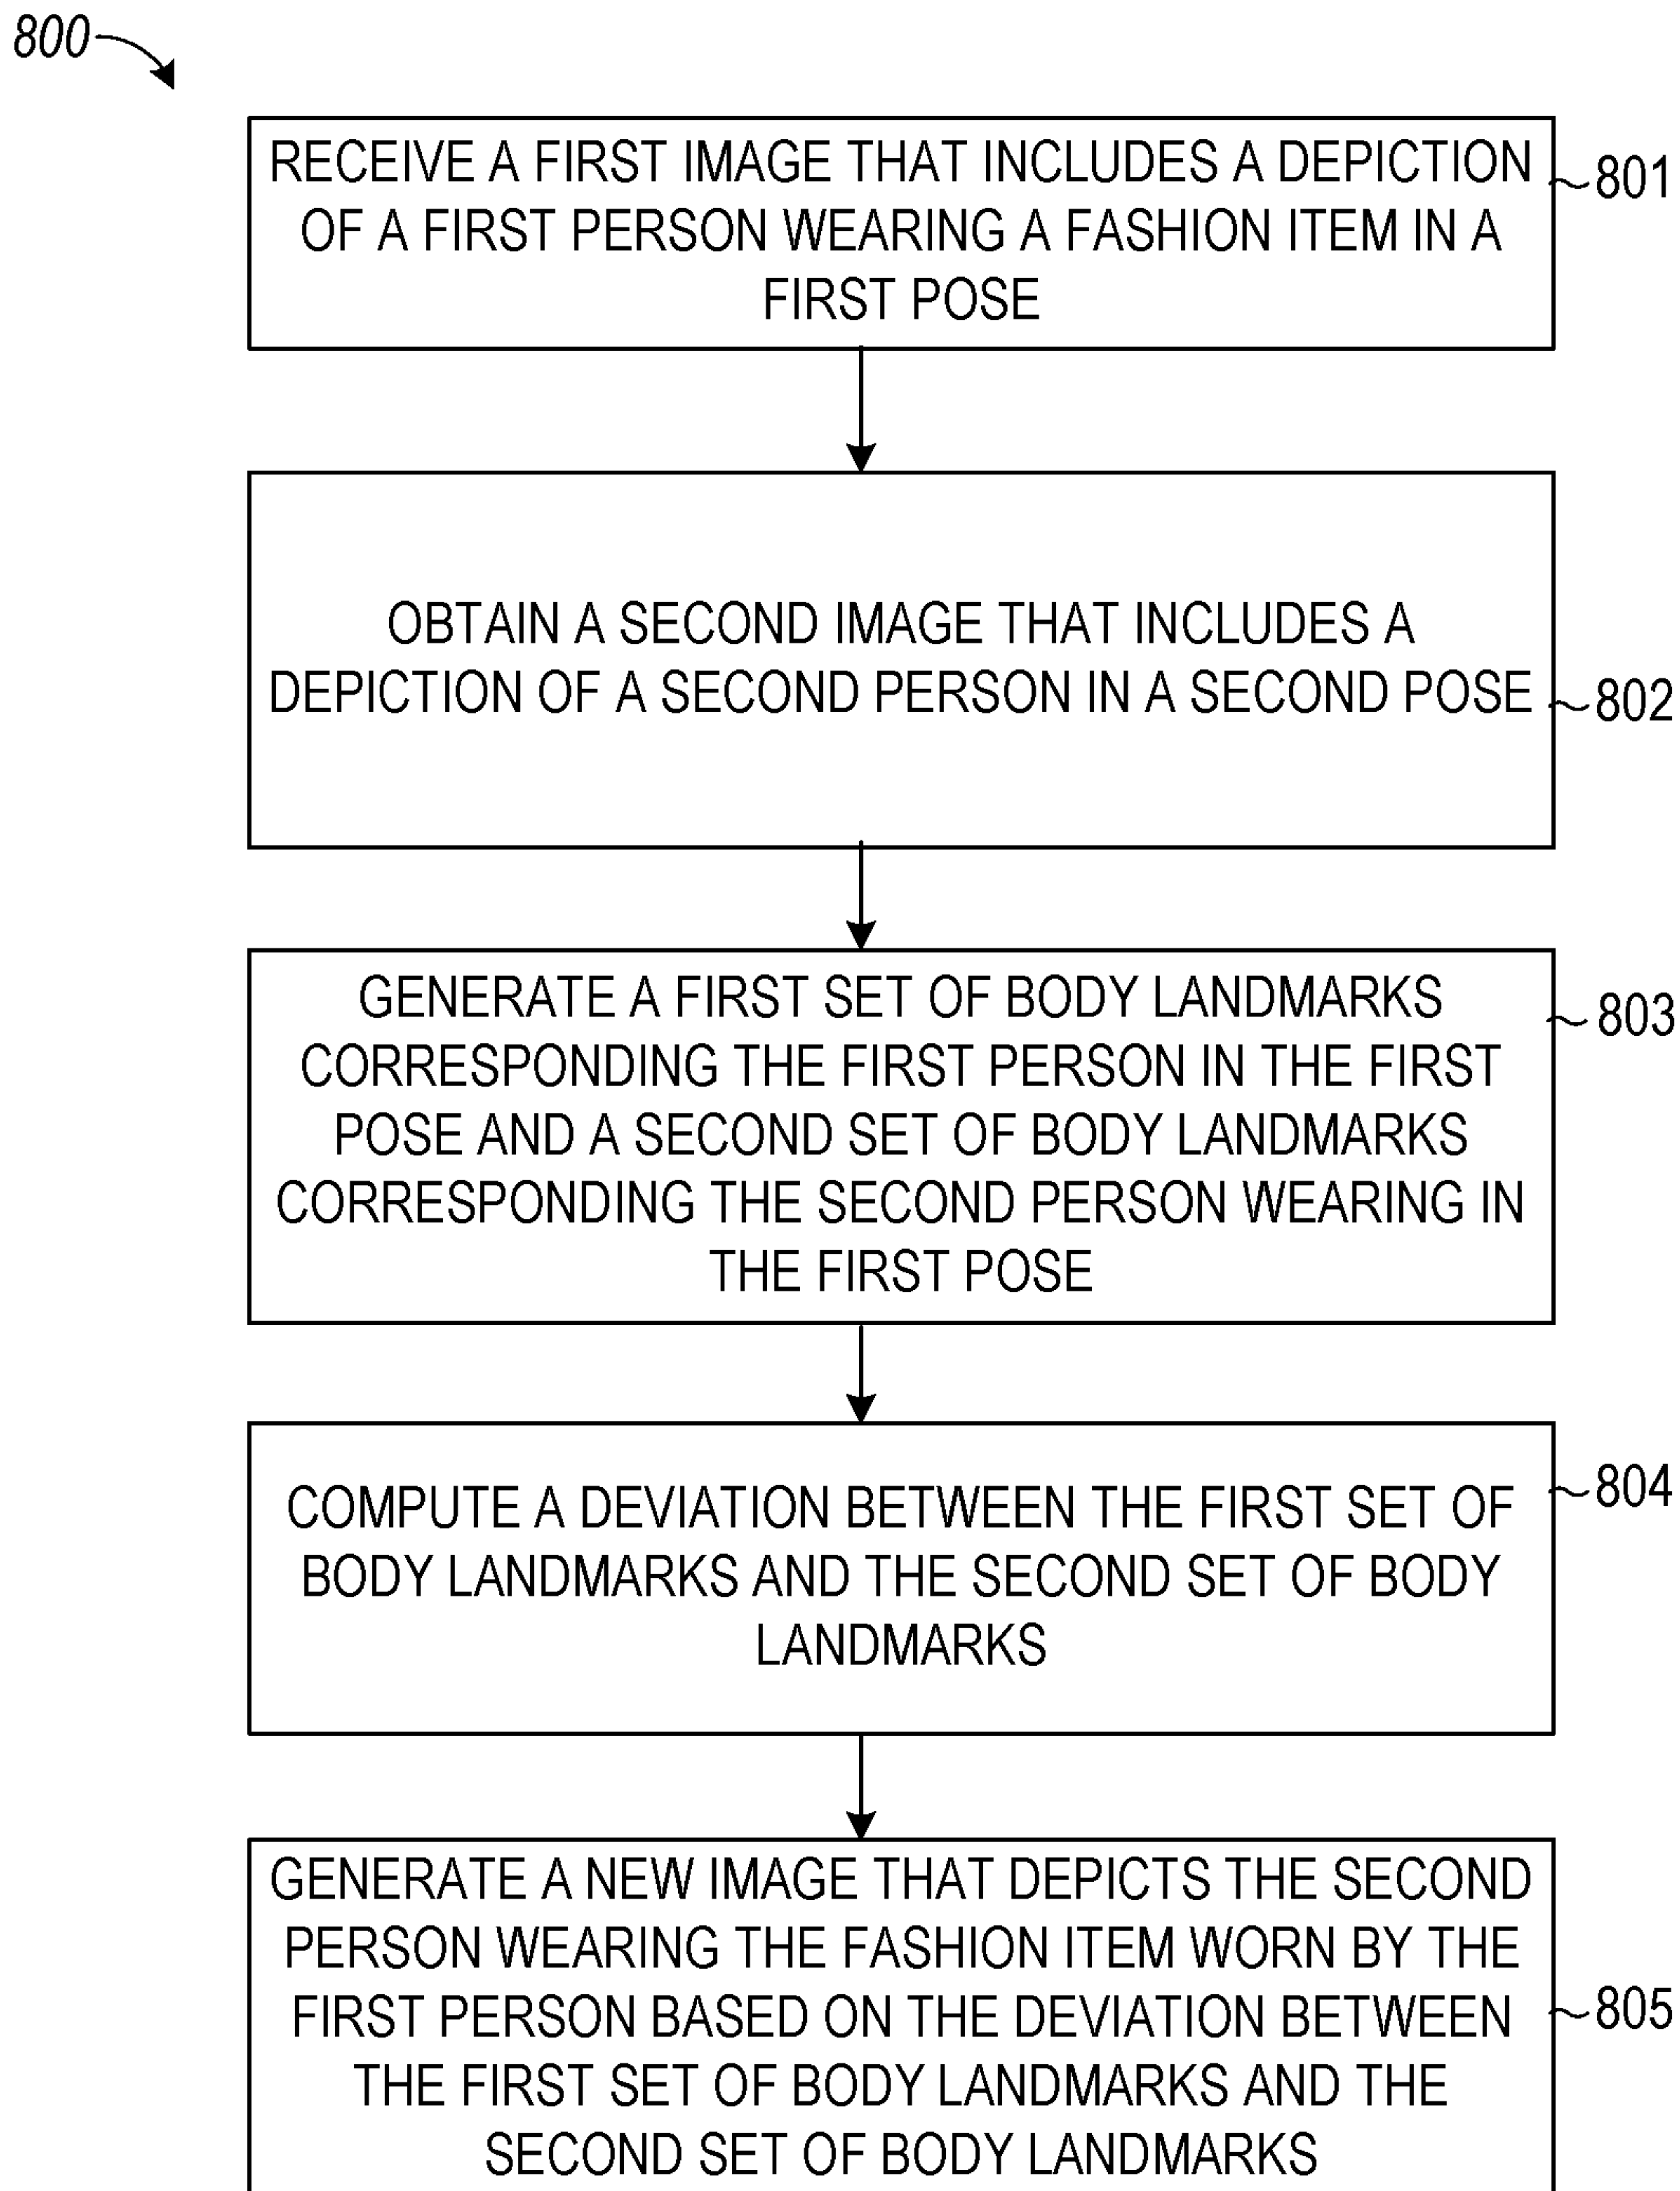 800
RECEIVE A FIRST IMAGE THAT INCLUDES A DEPICTION
OF A FIRST PERSON WEARING A FASHION ITEM IN A
FIRST POSE
801
OBTAIN A SECOND IMAGE THAT INCLUDES A
DEPICTION OF A SECOND PERSON IN A SECOND POSE
802
GENERATE A FIRST SET OF BODY LANDMARKS
CORRESPONDING THE FIRST PERSON IN THE FIRST
POSE AND A SECOND SET OF BODY LANDMARKS
CORRESPONDING THE SECOND PERSON WEARING IN
THE FIRST POSE
803
COMPUTE A DEVIATION BETWEEN THE FIRST SET OF
BODY LANDMARKS AND THE SECOND SET OF BODY
LANDMARKS
804
GENERATE A NEW IMAGE THAT DEPICTS THE SECOND
PERSON WEARING THE FASHION ITEM WORN BY THE
FIRST PERSON BASED ON THE DEVIATION BETWEEN
THE FIRST SET OF BODY LANDMARKS AND THE
SECOND SET OF BODY LANDMARKS
805